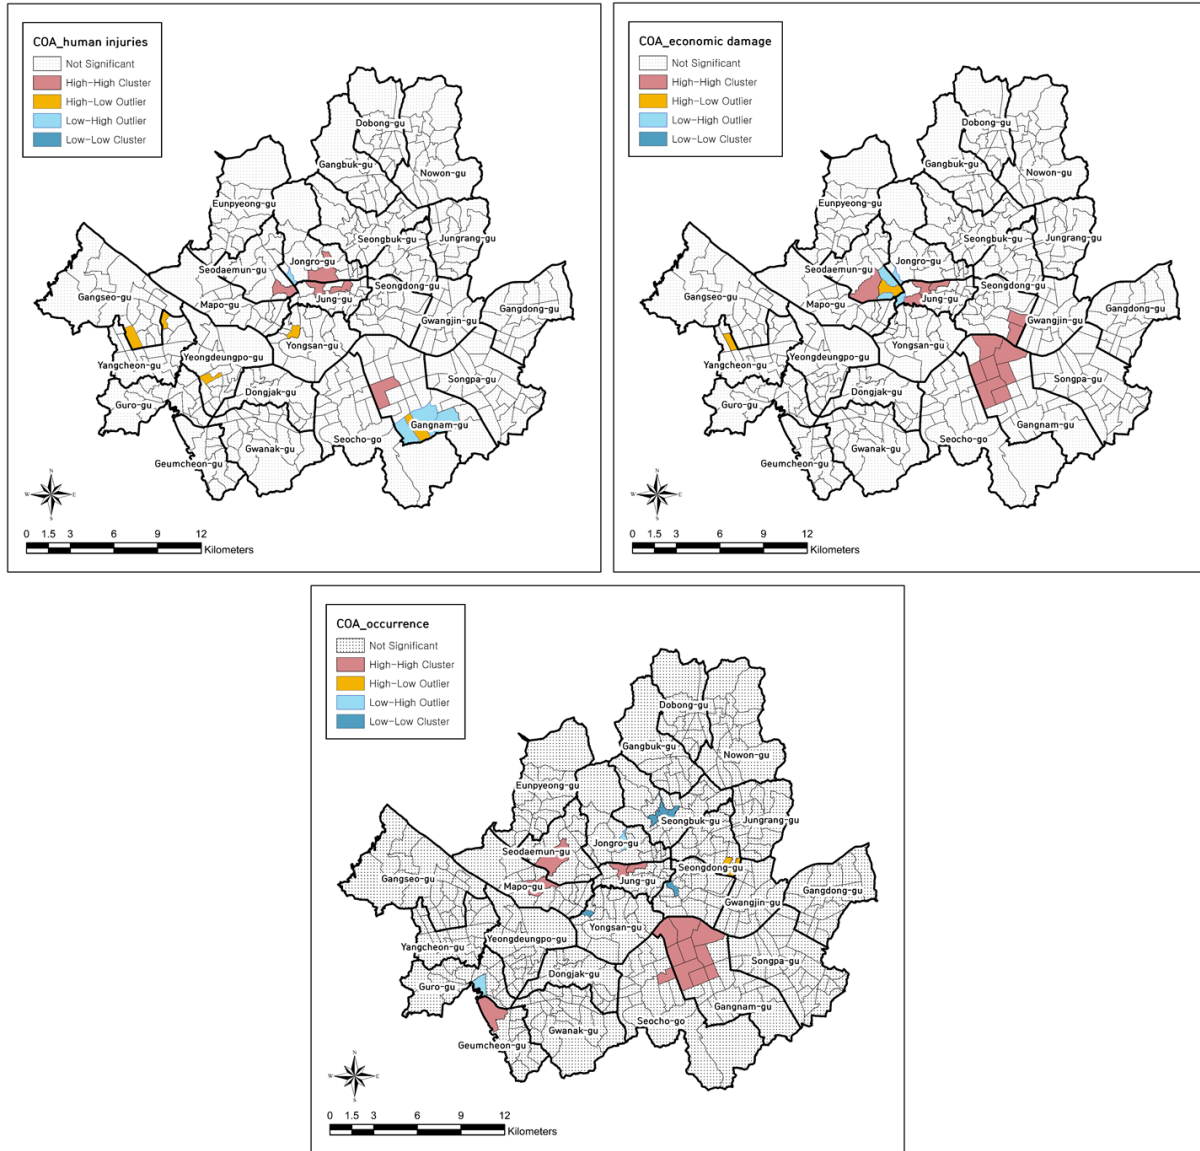 COA_human injuries
Not Significant
High-High Cluster
High-Low Outlier
Low-High Outlier
Low-Low Cluster
Dobong-gu
Gangbuk-gu
Nowon-gu
Eunpyeong-gu
Seongbuk-gu
Jungrang-gu
Jongro-gu
Seodaemun-gu
Gangseo-gu
Mapo-gu
Jung-gu
Seongdong-gu
Gwangjin-gu
Gangdong-gu
Yongsan-gu
Yangcheon-gu
Yeongdeungpo-gu
Songpa-gu
Guro-gu
Dongjak-gu
Gangnam-gu
Seocho-go
Gwanak-gu
Geumcheon-gu
N
W E
S
0 1.5 3 6 9 12
Kilometers
COA_economic damage
Not Significant
High-High Cluster
High-Low Outlier
Low-High Outlier
Low-Low Cluster
Dobong-gu
Gangbuk-gu
Nowon-gu
Eunpyeong-gu
Seongbuk-gu
Jungrang-gu
Jongro-gu
Seodaemun-gu
Gangseo-gu
Mapo-gu
Jung-gu
Seongdong-gu
Gwangjin-gu
Gangdong-gu
Yongsan-gu
Yangcheon-gu
Yeongdeungpo-gu
Songpa-gu
Guro-gu
Dongjak-gu
Gangnam-gu
Seocho-go
Gwanak-gu
Geumcheon-gu
N
W E
S
0 1.5 3 6 9 12
Kilometers
COA_occurrence
Not Significant
High-High Cluster
High-Low Outlier
Low-High Outlier
Low-Low Cluster
Dobong-gu
Gangbuk-gu
Nowon-gu
Eunpyeong-gu
Seongbuk-gu
Jungrang-gu
Jongro-gu
Seodaemun-gu
Gangseo-gu
Mapo-gu
Jung-gu
Seongdong-gu
Gwangjin-gu
Gangdong-gu
Yongsan-gu
Yangcheon-gu
Yeongdeungpo-gu
Songpa-gu
Guro-gu
Dongjak-gu
Gangnam-gu
Seocho-go
Gwanak-gu
Geumcheon-gu
N
W E
S
0 1.5 3 6 9 12
Kilometers